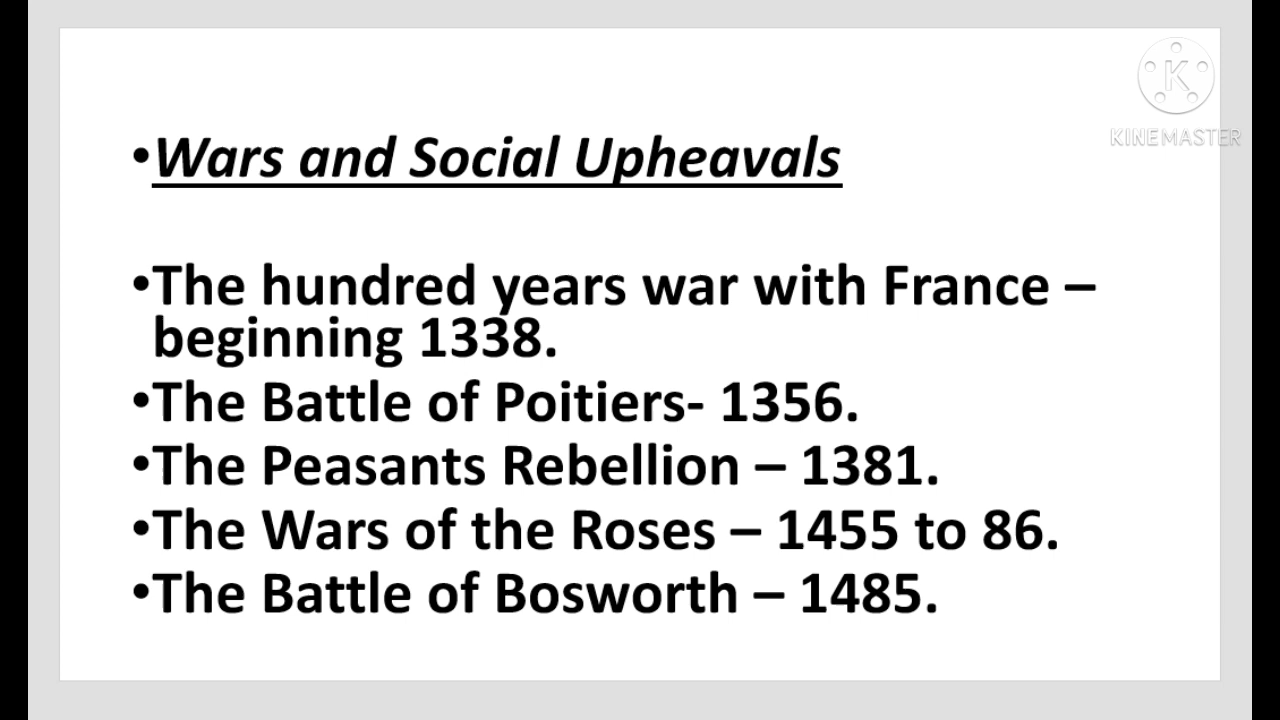 •Wars and Social Upheavals
K
KINEMASTER
•The hundred years war with France –
beginning 1338.
•The Battle of Poitiers- 1356.
•The Peasants Rebellion – 1381.
•The Wars of the Roses – 1455 to 86.
•The Battle of Bosworth – 1485.